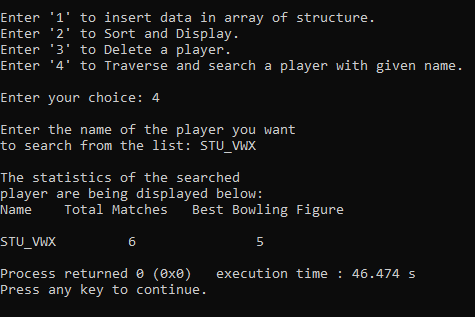 Enter '1' to insert data in array of structure.
Enter '2' to Sort and Display.
Enter '3' to Delete a player.
Enter '4' to Traverse and search a player with given name.
Enter your choice: 4
Enter the name of the player you want
to search from the list: STU_VWX
The statistics of the searched
player are being displayed below:
Name    Total Matches   Best Bowling Figure
STU_VWX         6               5
Process returned 0 (0x0)   execution time : 46.474 s
Press any key to continue.